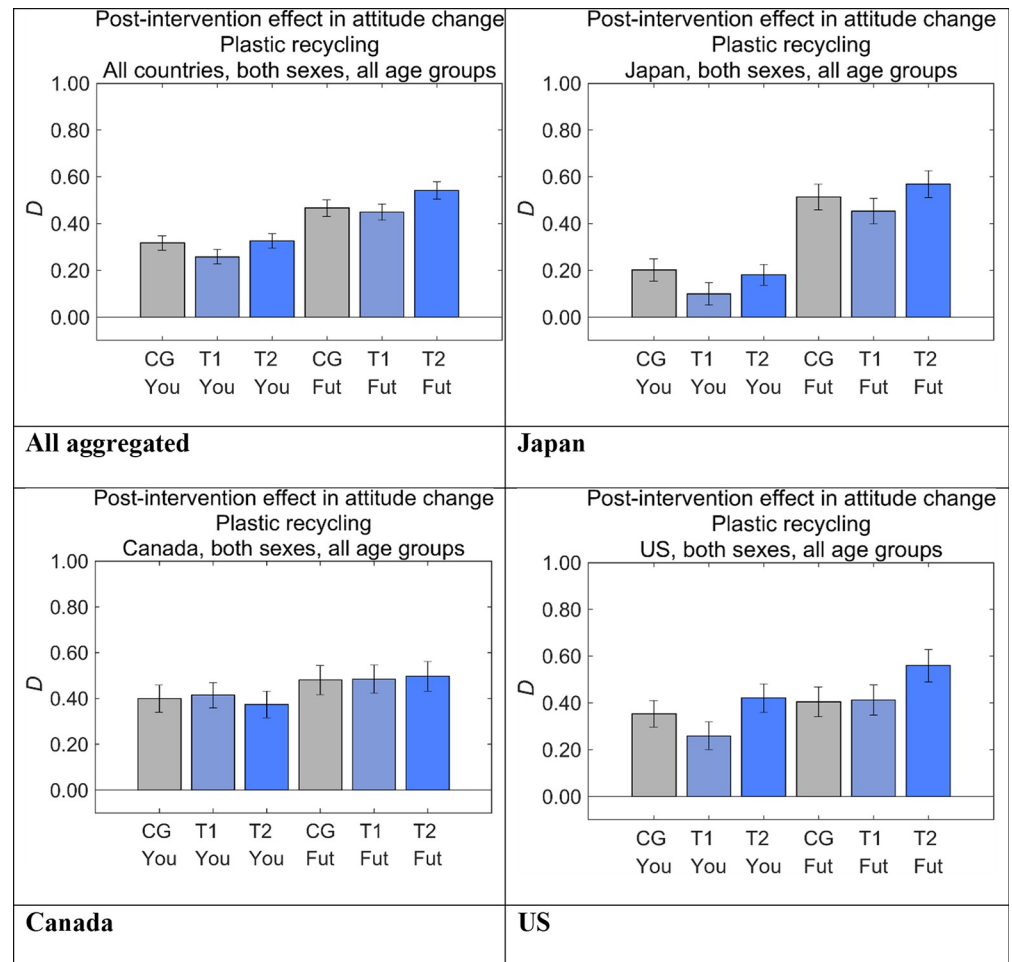 Post-intervention effect in attitude change
Plastic recycling
All countries, both sexes, all age groups
1.00
0.80
0.60
0.40
0.20
0.00
D
CG T1 T2 CG T1 T2
You You You Fut Fut Fut
All aggregated
Post-intervention effect in attitude change
Plastic recycling
Japan, both sexes, all age groups
1.00
0.80
0.60
0.40
0.20
0.00
D
CG T1 T2 CG T1 T2
You You You Fut Fut Fut
Japan
Post-intervention effect in attitude change
Plastic recycling
Canada, both sexes, all age groups
1.00
0.80
0.60
0.40
0.20
0.00
D
CG T1 T2 CG T1 T2
You You You Fut Fut Fut
Canada
Post-intervention effect in attitude change
Plastic recycling
US, both sexes, all age groups
1.00
0.80
0.60
0.40
0.20
0.00
D
CG T1 T2 CG T1 T2
You You You Fut Fut Fut
US